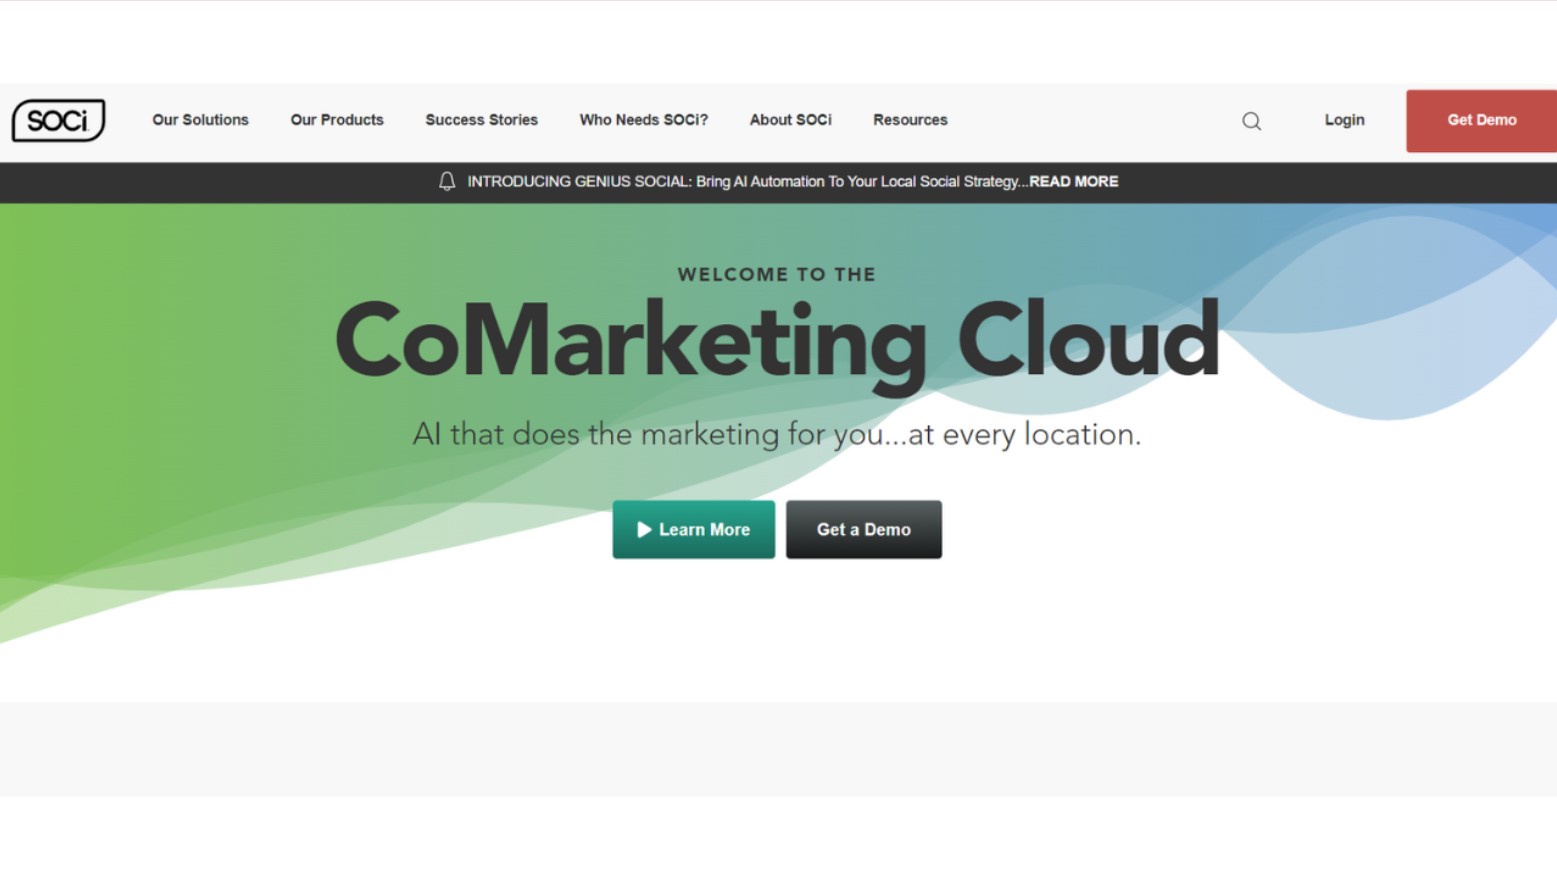 SOCi
Our Solutions
Our Products
Success Stories
Who Needs SOCi?
About SOCi
Resources
Login
Get Demo
INTRODUCING GENIUS SOCIAL: Bring AI Automation To Your Local Social Strategy...READ MORE
WELCOME TO THE
CoMarketing Cloud
AI that does the marketing for you...at every location.
Learn More
Get a Demo